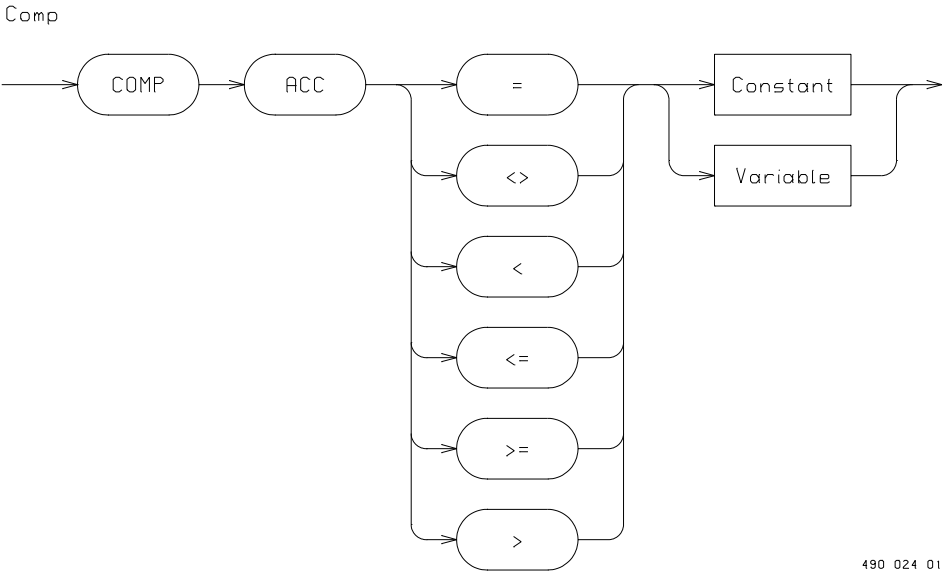 Comp
COMP
ACC
=
Constant
<>
Variable
<
<=
>=
>
490 024 01